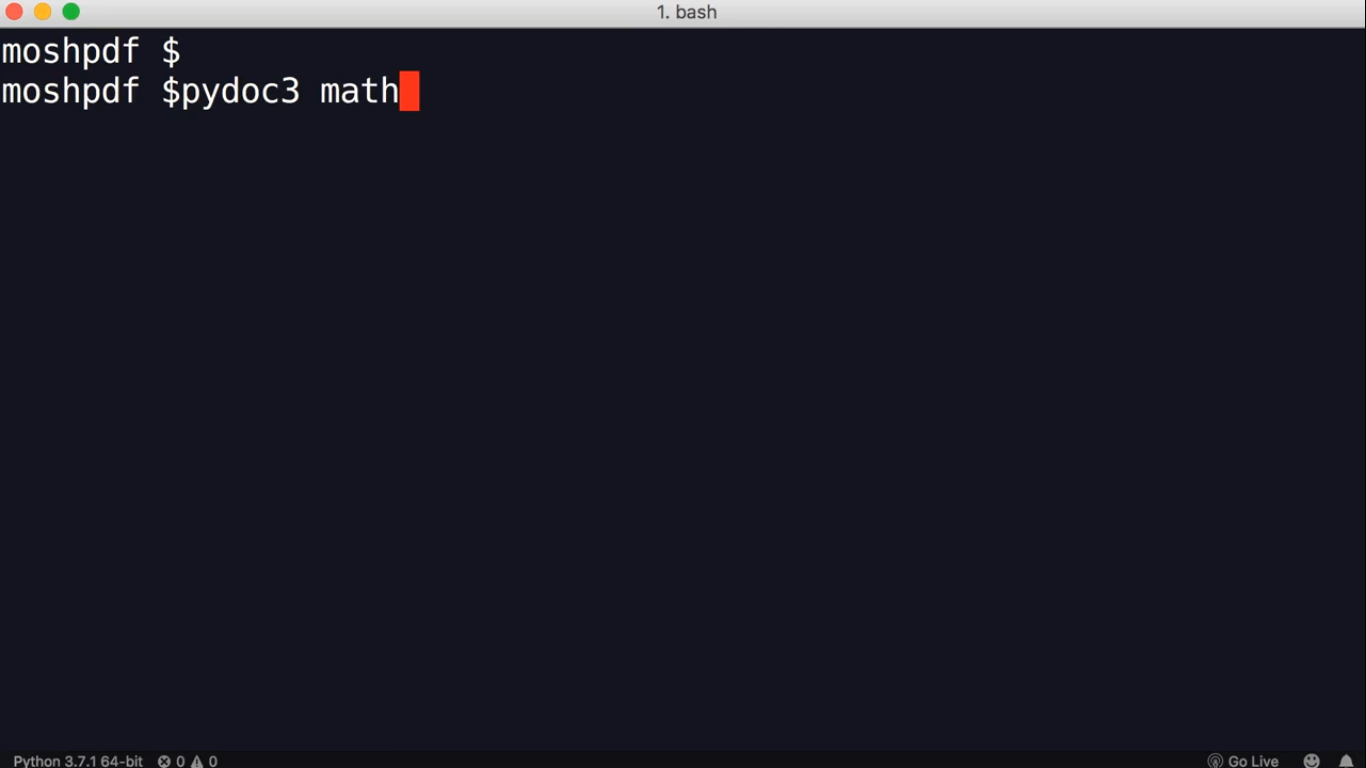 1. bash
moshpdf $
moshpdf $pydoc3 math
Python 3.7.1 64-bit 0 0 Go Live